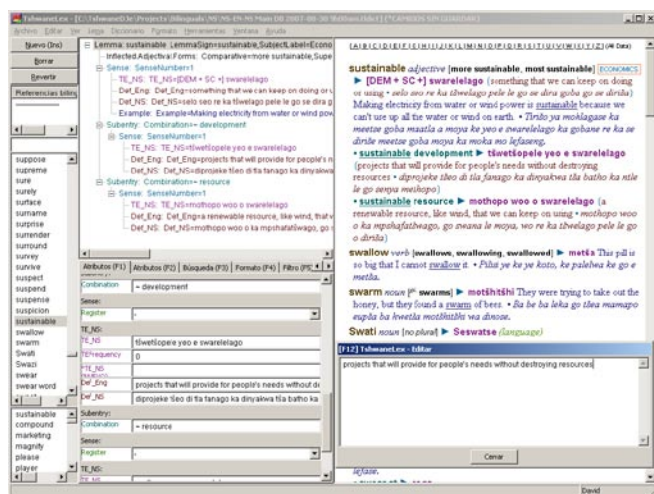 TshwaneLex - [C:\TshwaneDJe\Projects\bilinguals\NS\NS-EN-NS Main DB 2007-08-30
Archivo Editar Ver Lengua Diccionario Formato Herramientas Ventana Ayuda
Nuevo (Ins)
Borrar
Revertir
Preferencias biling
suppose
supreme
sure
surely
surface
surname
surprise
surrender
surround
survey
survive
suspect
suspend
suspense
suspicion
sustainable
swallow
swarm
Swati
Swazi
swear
swear word
sustainable
compound
marketing
magnify
please
player
Lemma: sustainable LemmaSign=sustainable, SubjectLabel=Econo
Inflected.Adjectival.Forms: Comparative=more sustainable, Sup
Sense: SenseNumber=1
TE_NS: TE_NS=[DEM + SC +] swarelelago
Def_Eng: Def_Eng=something that we can keep on doing or u
Def_NS: Def_NS=selo seo re ka tšwelago pele le go se dira g
Example: Example=Making electricity from water or wind pow
Subentry: Combination=~ development
Sense: SenseNumber=1
TE_NS: TE_NS=tšwetšopele yeo e swarelelago
Def_Eng: Def_Eng=projects that will provide for people's need
Def_NS: Def_NS=diprojeke tšeo di tla fanago ka dinyakwa
Subentry: Combination=~ resource
Sense: SenseNumber=1
TE_NS: TE_NS=mothopo woo o swarelelago
Def_Eng: Def_Eng=a renewable resource, like wind, that w
Def_NS: Def_NS=mothopo woo o ka mpshafatšwago, go s
Atributos (F1) Atributos (F2) Búsqueda (F3) Formato (F4) Filtro (F5)
Combination ~ development
Sense:
Register -
TE_NS:
TE_NS tšwetšopele yeo e swarelelago
TEFrequency 0
Def_Eng projects that will provide for people's needs without de
Def_NS diprojeke tšeo di tla fanago ka dinyakwa tša batho ka
Subentry:
Combination ~ resource
Sense:
Register -
TE_NS:
[A|B|C|D|E|F|G|H|I|J|K|L|M|N|O|P|Q|R|S|T|U|V|W|X|Y|Z] (All Data)
sustainable adjective [more sustainable, most sustainable] ECONOMICS
► [DEM + SC +] swarelelago (something that we can keep on doing
or using • selo seo re ka tšwelago pele le go se dira goba go se diriša)
Making electricity from water or wind power is sustainable because we
can't use up all the water or wind on earth. • Tirišo ya mohlagase ka
meetse goba maatla a moya ke yeo e swarelelago ka gobane re ka se
diriše meetse goba moya ka moka mo lefaseng.
• sustainable development ► tšwetšopele yeo e swarelelago
(projects that will provide for people's needs without destroying
resources • diprojeke tšeo di tla fanago ka dinyakwa tša batho ka ntle
le go senya methopo)
• sustainable resource ► mothopo woo o swarelelago (a
renewable resource, like wind, that we can keep on using • mothopo woo
o ka mpshafatšwago, go swana le moya, wo re ka tšwelago pele le go
o diriša)
swallow verb [swallows, swallowing, swallowed] ► metša This pill is
so big that I cannot swallow it. • Pilisi ye ke ye koto, ke palelwa ke go e
metša.
swarm noun [pl swarms] ► motšhitšhi They were trying to take out the
honey, but they found a swarm of bees. • Ba be ba leka go tšea mamapo
eupša ba hwetša motšhitšhi wa dinose.
Swati noun [no plural] ► Seswatse (language)
[F12] TshwaneLex - Editar
projects that will provide for people's needs without destroying resources
Cerrar
lefase.
David